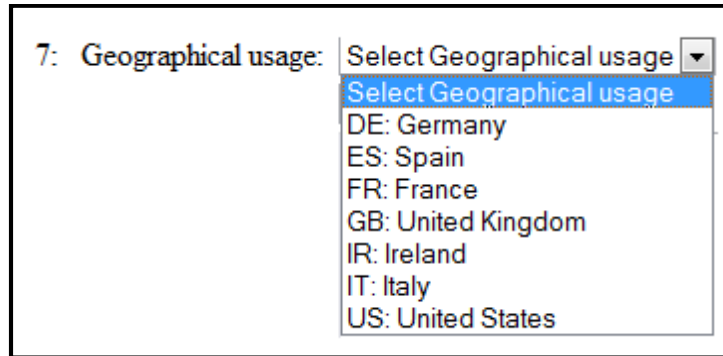 7: Geographical usage: Select Geographical usage
Select Geographical usage
DE: Germany
ES: Spain
FR: France
GB: United Kingdom
IR: Ireland
IT: Italy
US: United States